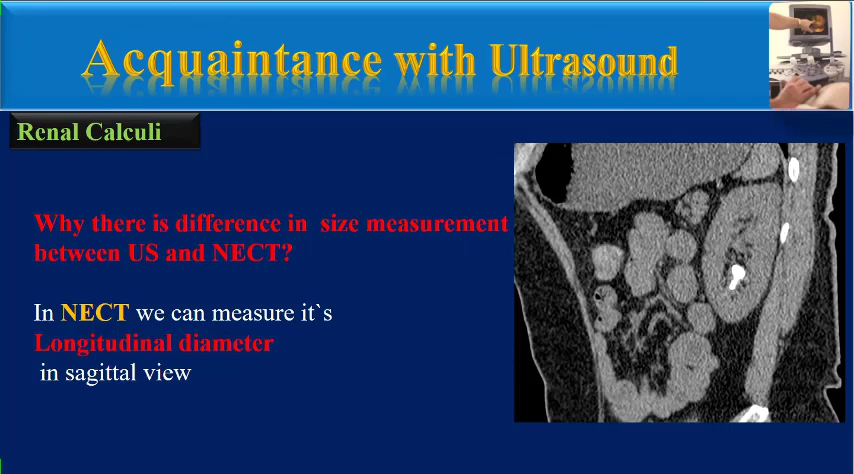 Acquaintance with Ultrasound
Renal Calculi
Why there is difference in size measurement
between US and NECT?
In NECT we can measure it`s
Longitudinal diameter
in sagittal view